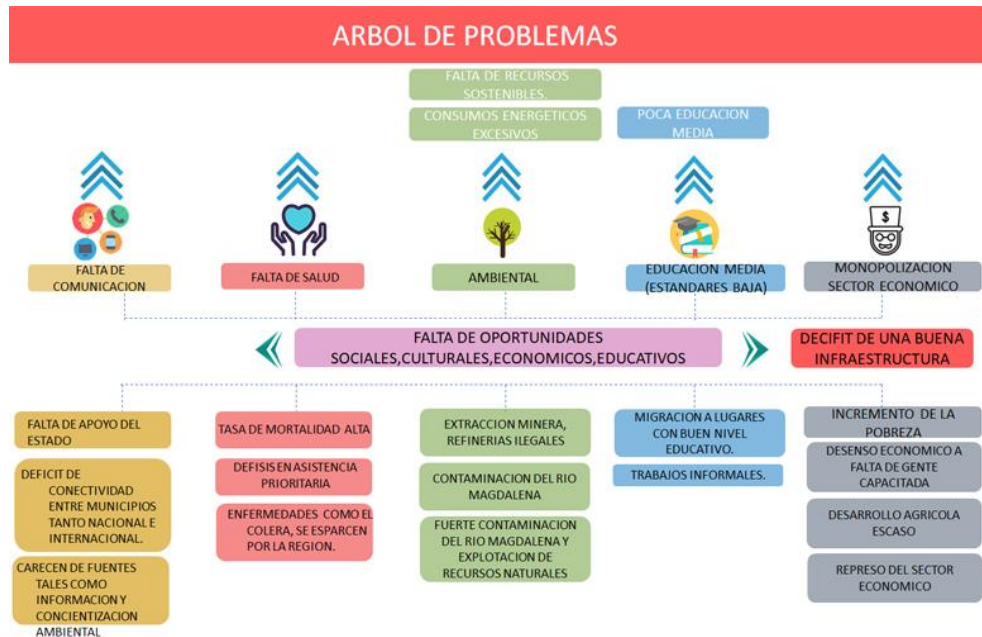 ARBOL DE PROBLEMAS
FALTA DE RECURSOS
SOSTENIBLES.
CONSUMOS ENERGETICOS
EXCESIVOS
POCA EDUCACION
MEDIA
$
FALTA DE
COMUNICACION
FALTA DE SALUD
AMBIENTAL
EDUCACION MEDIA
(ESTANDARES BAJA)
MONOPOLIZACION
SECTOR ECONOMICO
FALTA DE OPORTUNIDADES
SOCIALES,CULTURALES,ECONOMICOS,EDUCATIVOS
DECIFIT DE UNA BUENA
INFRAESTRUCTURA
FALTA DE APOYO DEL
ESTADO
DEFICIT DE
CONECTIVIDAD
ENTRE MUNICIPIOS
TANTO NACIONAL E
INTERNACIONAL.
CARECEN DE FUENTES
TALES COMO
INFORMACION Y
CONCIENTIZACION
AMBIENTAL
TASA DE MORTALIDAD ALTA
DEFISIS EN ASISTENCIA
PRIORITARIA
ENFERMEDADES COMO EL
COLERA, SE ESPARCEN
POR LA REGION.
EXTRACCION MINERA,
REFINERIAS ILEGALES
CONTAMINACION DEL RIO
MAGDALENA
FUERTE CONTAMINACION
DEL RIO MAGDALENA Y
EXPLOTACION DE
RECURSOS NATURALES
MIGRACION A LUGARES
CON BUEN NIVEL
EDUCATIVO.
TRABAJOS INFORMALES.
INCREMENTO DE LA
POBREZA
DESENSO ECONOMICO A
FALTA DE GENTE
CAPACITADA
DESARROLLO AGRICOLA
ESCASO
REPRESO DEL SECTOR
ECONOMICO